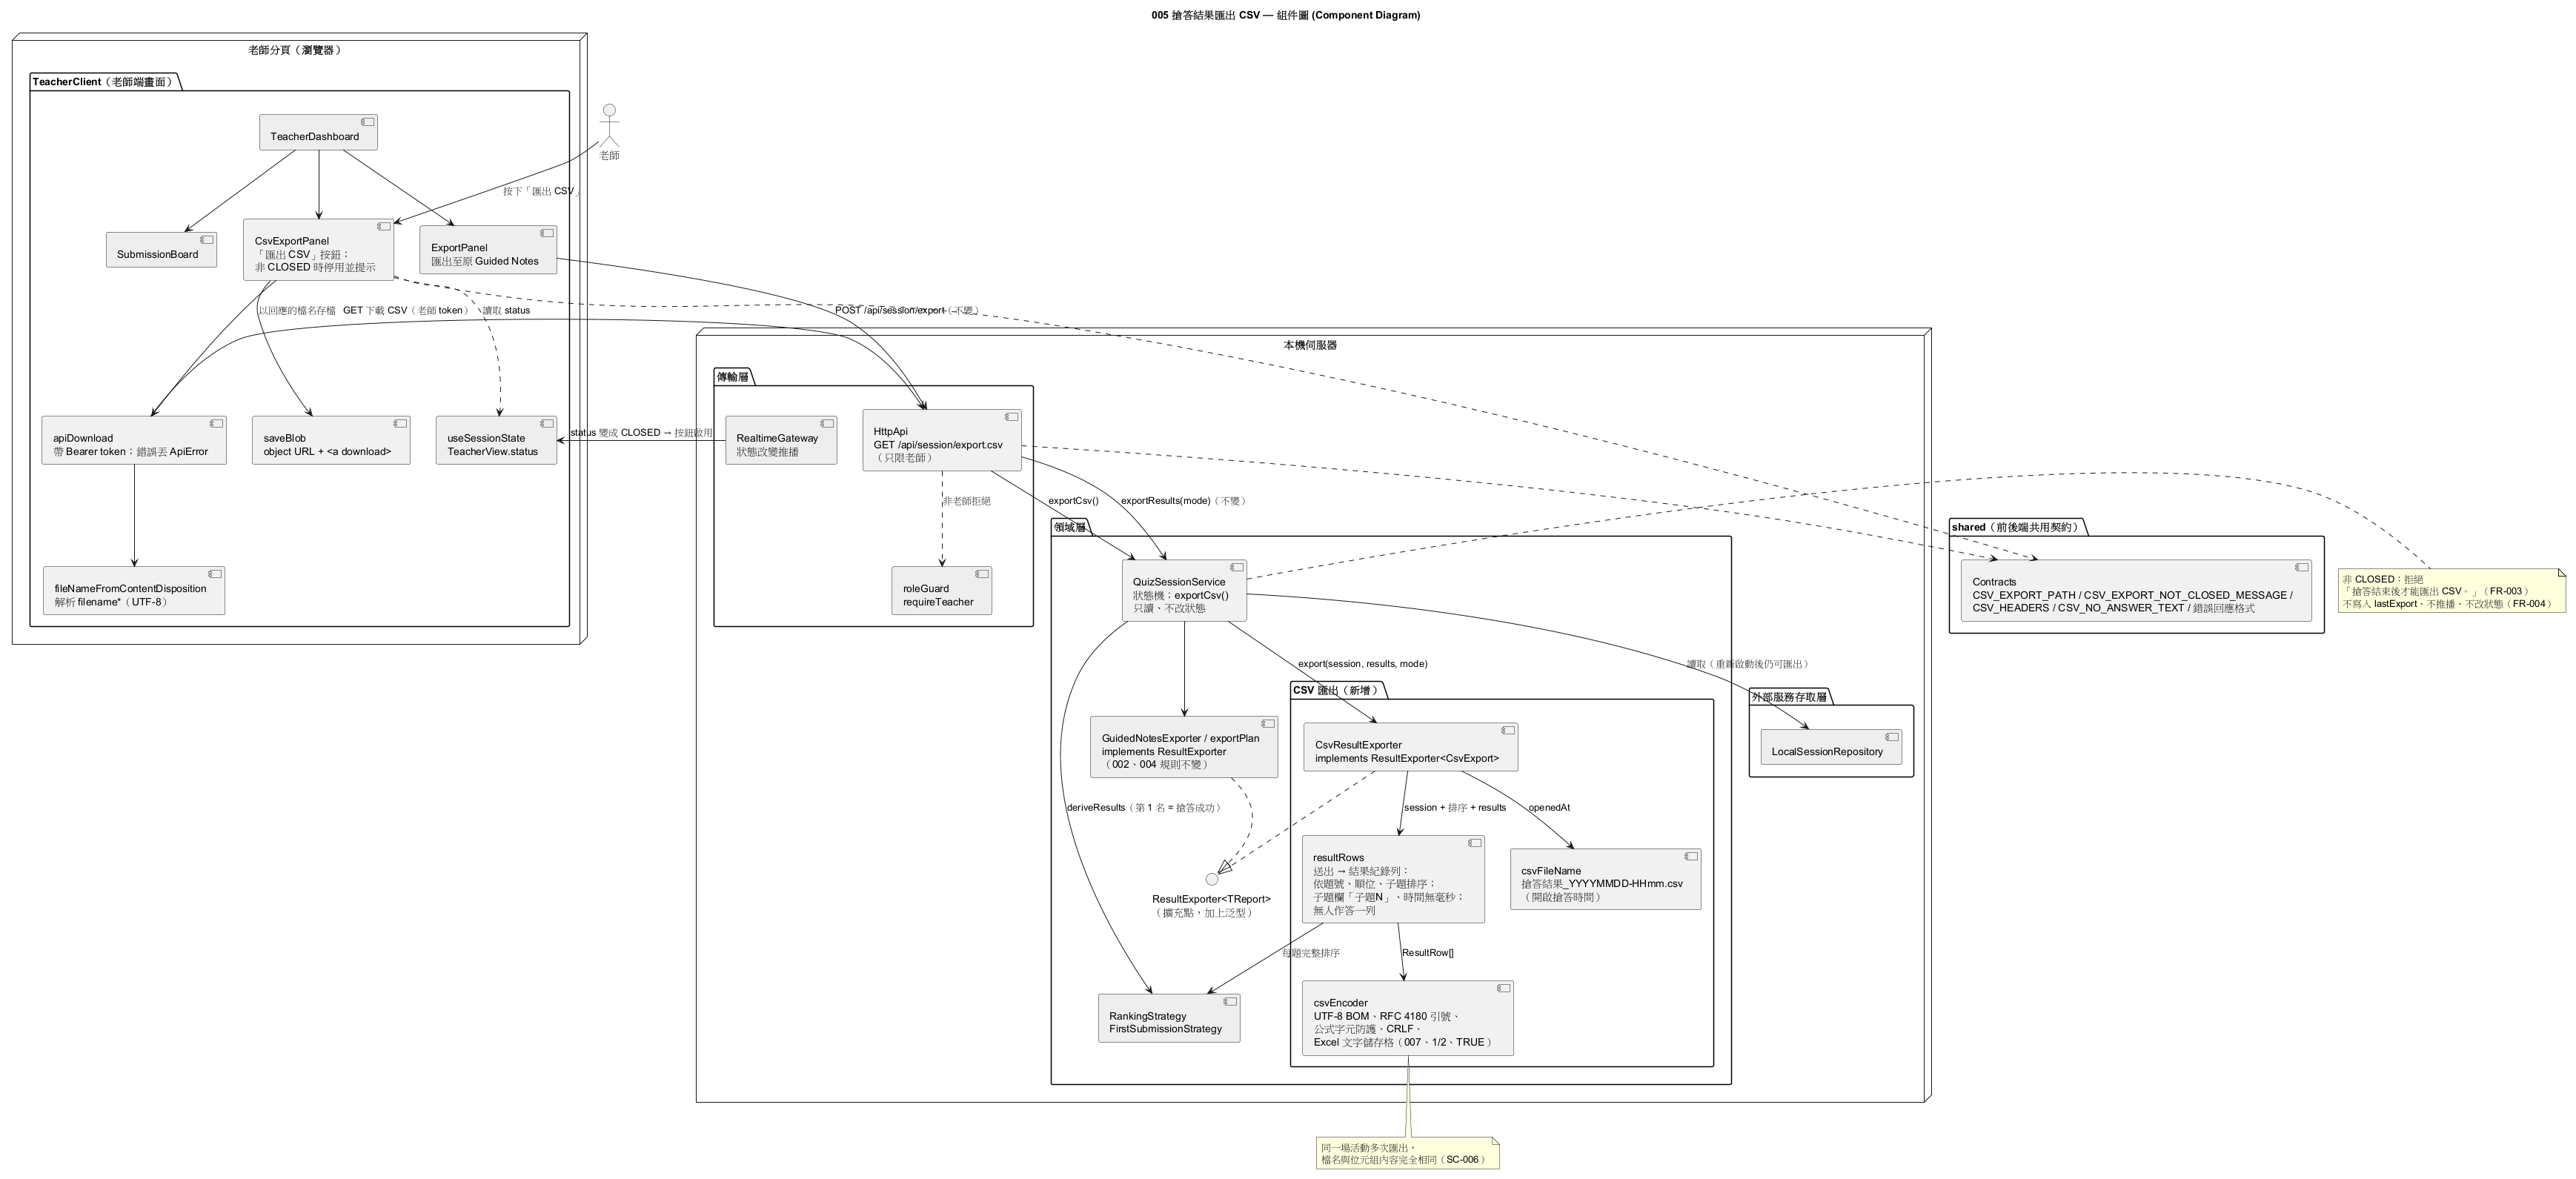 005 搶答結果匯出 CSV — 組件圖 (Component Diagram)
老師分頁（瀏覽器）
TeacherClient（老師端畫面）
TeacherDashboard
老師
按下「匯出 CSV」
SubmissionBoard
CsvExportPanel
「匯出 CSV」按鈕；
非 CLOSED 時停用並提示
ExportPanel
匯出至原 Guided Notes
以回應的檔名存檔
GET 下載 CSV（老師 token）
讀取 status
POST /api/session/export（不變）
apiDownload
帶 Bearer token；錯誤丟 ApiError
saveBlob
object URL + <a download>
useSessionState
TeacherView.status
status 變成 CLOSED → 按鈕啟用
fileNameFromContentDisposition
解析 filename*（UTF-8）
本機伺服器
傳輸層
RealtimeGateway
狀態改變推播
HttpApi
GET /api/session/export.csv
（只限老師）
非老師拒絕
exportCsv()
exportResults(mode)（不變）
roleGuard
requireTeacher
領域層
QuizSessionService
狀態機；exportCsv()
只讀、不改狀態
shared（前後端共用契約）
Contracts
CSV_EXPORT_PATH / CSV_EXPORT_NOT_CLOSED_MESSAGE /
CSV_HEADERS / CSV_NO_ANSWER_TEXT / 錯誤回應格式
非 CLOSED：拒絕
「搶答結束後才能匯出 CSV。」（FR-003）
不寫入 lastExport、不推播、不改狀態（FR-004）
export(session, results, mode)
讀取（重新啟動後仍可匯出）
CSV 匯出（新增）
外部服務存取層
GuidedNotesExporter / exportPlan
implements ResultExporter
（002、004 規則不變）
CsvResultExporter
implements ResultExporter<CsvExport>
LocalSessionRepository
deriveResults（第 1 名 = 搶答成功）
session + 排序 + results
openedAt
ResultExporter<TReport>
（擴充點，加上泛型）
resultRows
送出 → 結果紀錄列；
依題號、順位、子題排序；
子題欄「子題N」、時間無毫秒；
無人作答一列
csvFileName
搶答結果_YYYYMMDD-HHmm.csv
（開啟搶答時間）
每題完整排序
ResultRow[]
RankingStrategy
FirstSubmissionStrategy
csvEncoder
UTF-8 BOM、RFC 4180 引號、
公式字元防護、CRLF、
Excel 文字儲存格（007、1/2、TRUE）
同一場活動多次匯出，
檔名與位元組內容完全相同（SC-006）